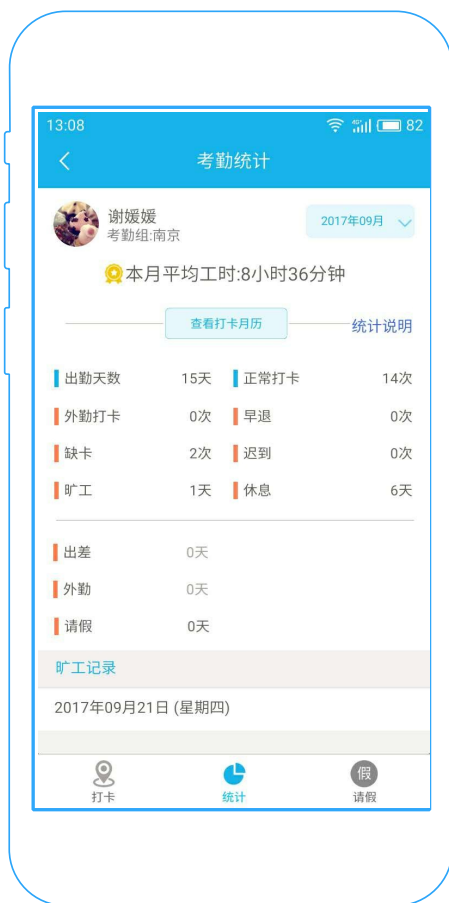 13:08 4G 82
考勤统计
谢媛媛
考勤组:南京
2017年09月
本月平均工时:8小时36分钟
查看打卡月历
统计说明
出勤天数 15天 正常打卡 14次
外勤打卡 0次 早退 0次
缺卡 2次 迟到 0次
旷工 1天 休息 6天
出差 0天
外勤 0天
请假 0天
旷工记录
2017年09月21日 (星期四)
假
打卡 统计 请假